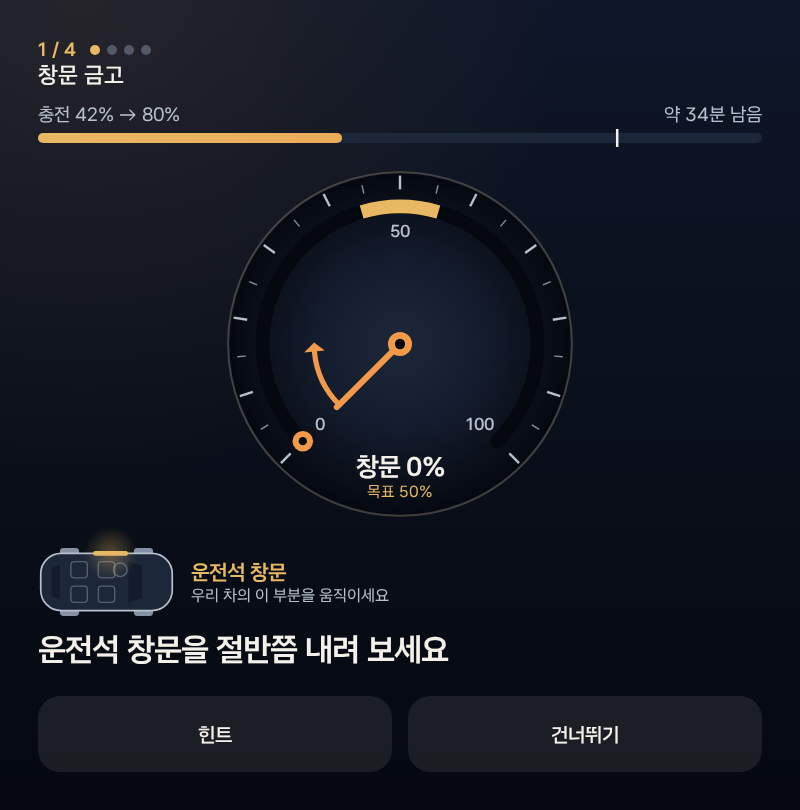 1 / 4
창문 금고
충전 42% → 80%
약 34분 남음
50
0
100
창문 0%
목표 50%
운전석 창문
우리 차의 이 부분을 움직이세요
운전석 창문을 절반쯤 내려 보세요
힌트
건너뛰기